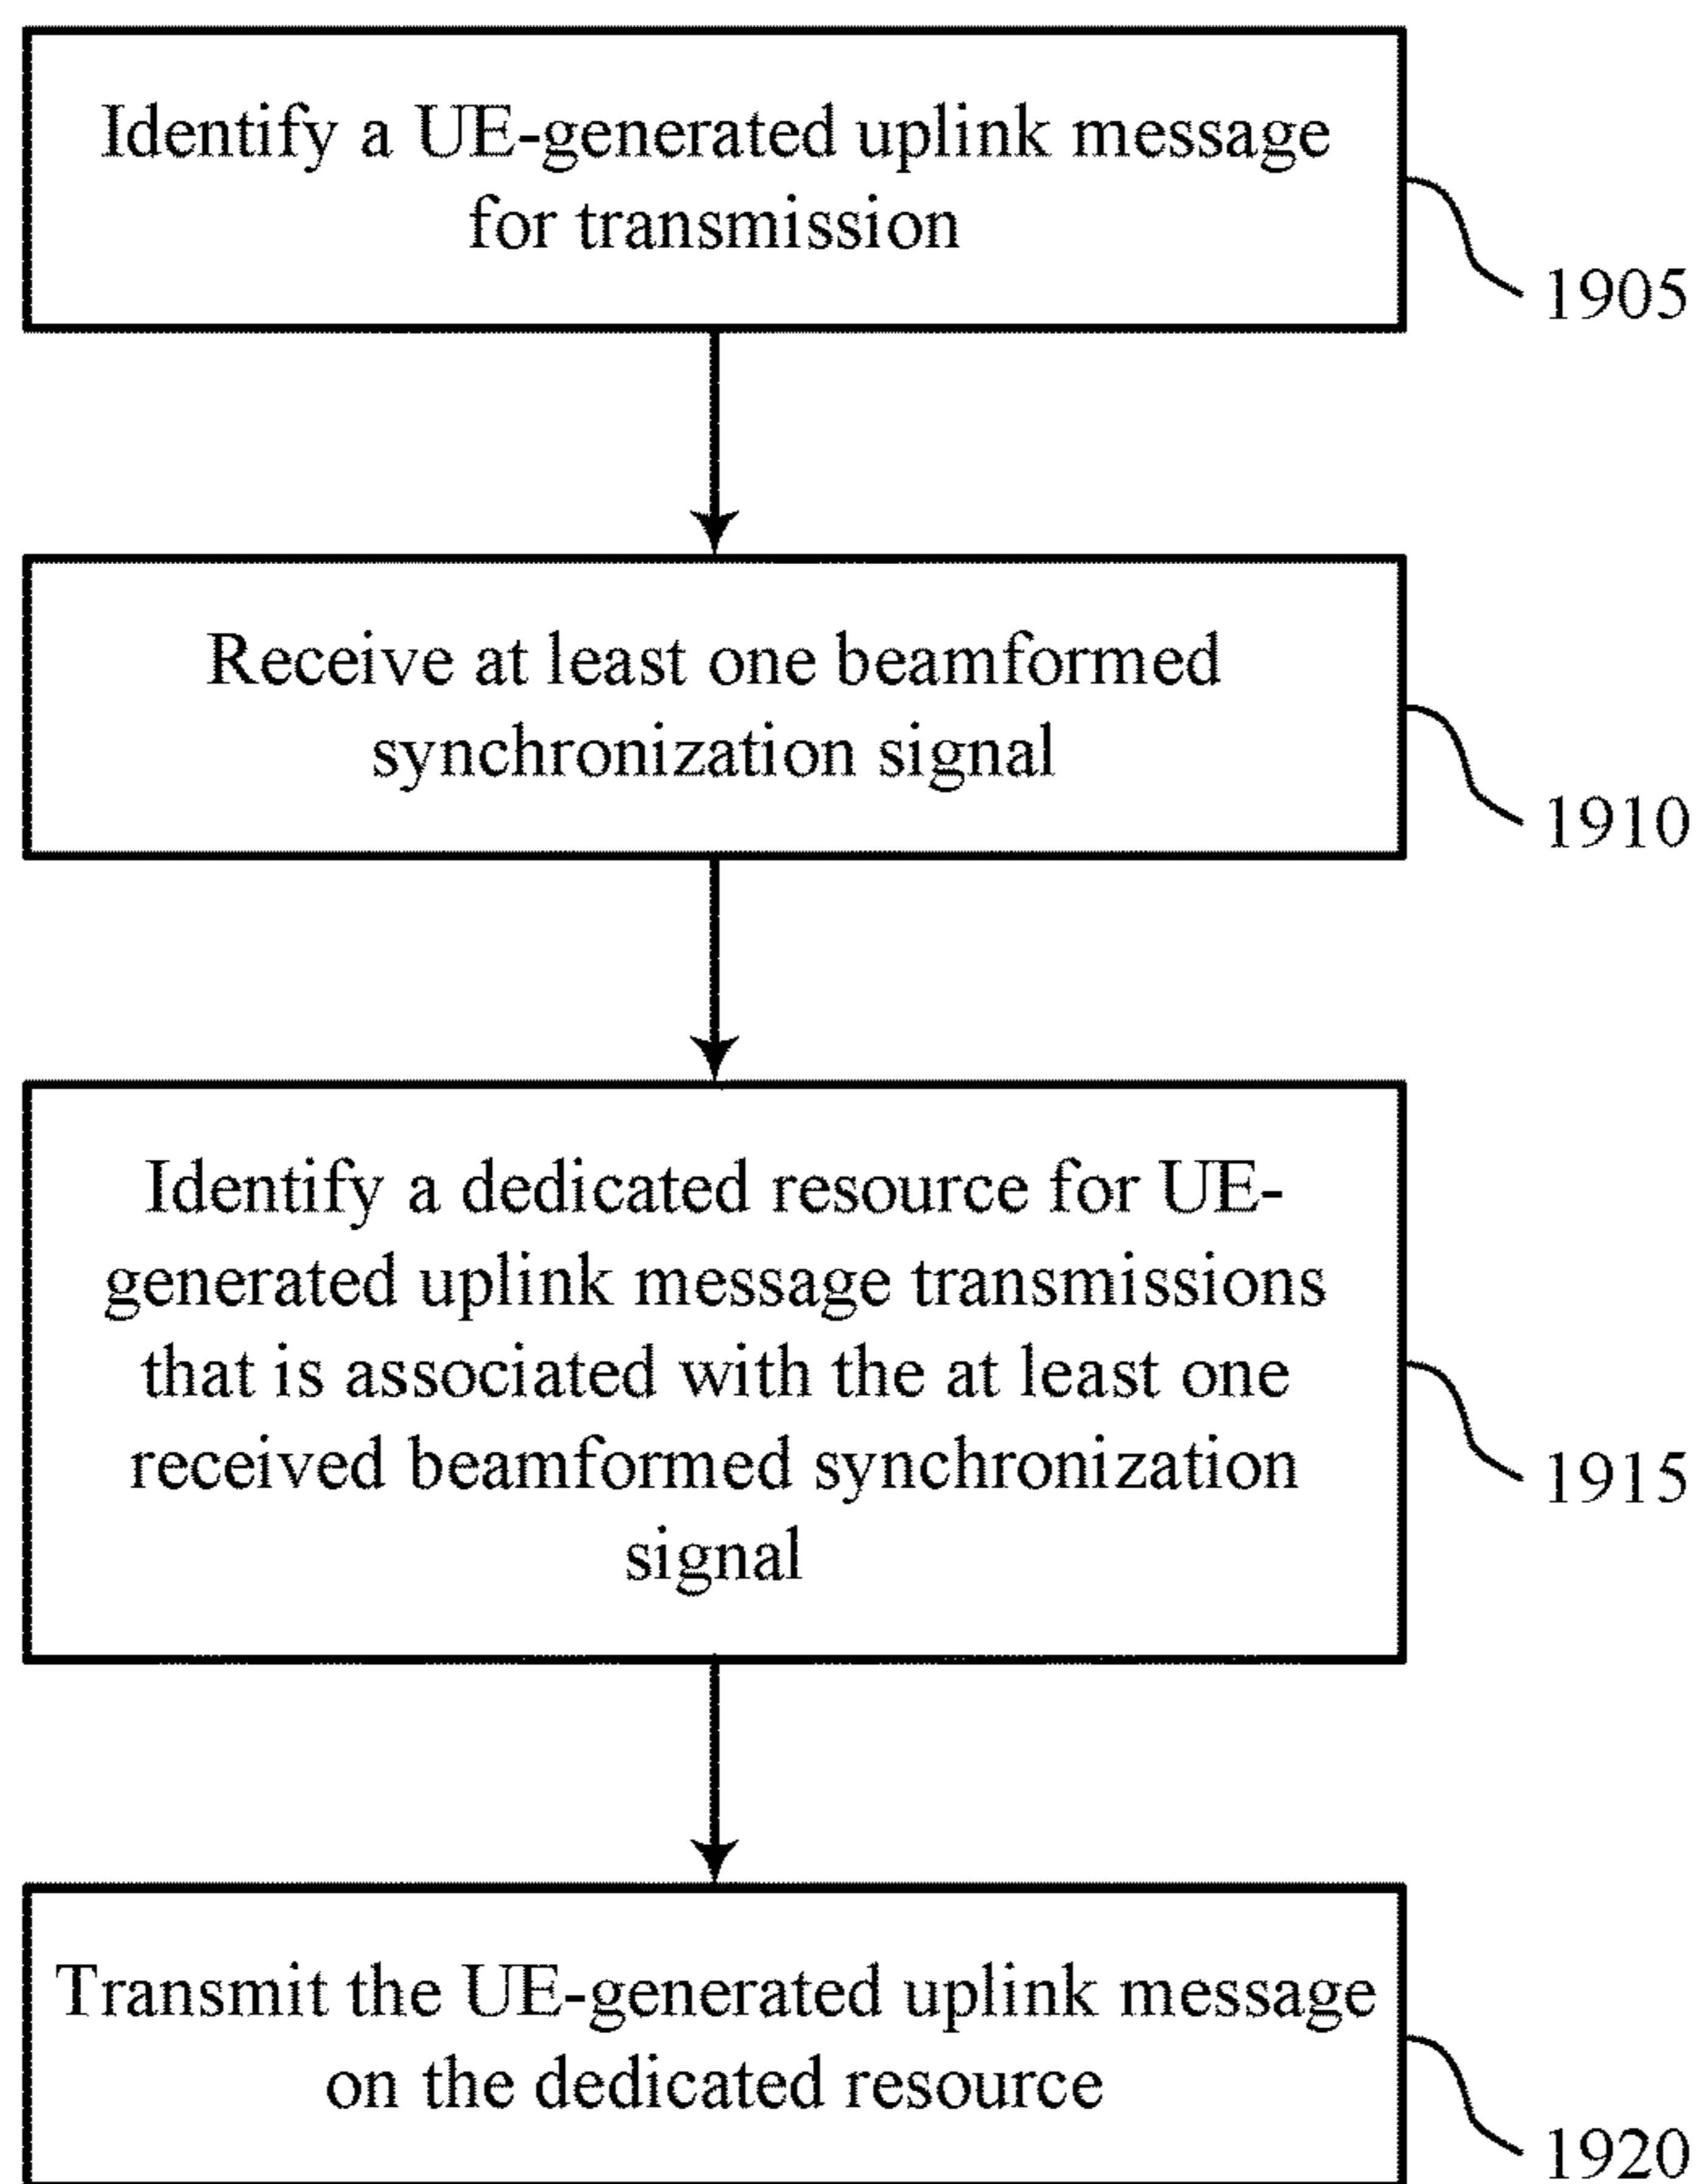 Identify a UE-generated uplink message
for transmission
1905
Receive at least one beamformed
synchronization signal
1910
Identify a dedicated resource for UE-
generated uplink message transmissions
that is associated with the at least one
received beamformed synchronization
signal
1915
Transmit the UE-generated uplink message
on the dedicated resource
1920